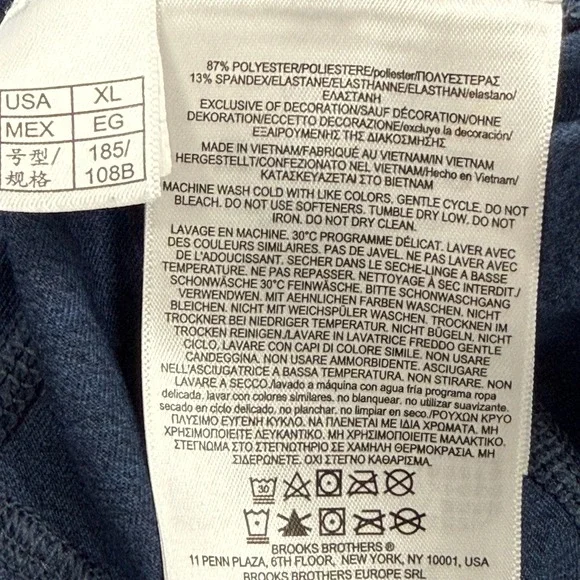 USA XL
MEX EG
号型/ 185/
规格 108B
87% POLYESTER/POLIESTERE/poliester/ΠΟΛΥΕΣΤΕΡΑΣ
13% SPANDEX/ELASTANE/ELASTHANNE/ELASTHAN/elastano/
ΕΛΑΣΤΑΝΗ
EXCLUSIVE OF DECORATION/SAUF DÉCORATION/OHNE
DEKORATION/ECCETTO DECORAZIONE/excluye la decoración/
ΕΞΑΙΡΟΥΜΕΝΗΣ ΤΗΣ ΔΙΑΚΟΣΜΗΣΗΣ
MADE IN VIETNAM/FABRIQUÉ AU VIETNAM/IN VIETNAM
HERGESTELLT/CONFEZIONATO NEL VIETNAM/Hecho en Vietnam/
ΚΑΤΑΣΚΕΥΑΖΕΤΑΙ ΣΤΟ ΒΙΕΤΝΑΜ
MACHINE WASH COLD WITH LIKE COLORS. GENTLE CYCLE. DO NOT
BLEACH. DO NOT USE SOFTENERS. TUMBLE DRY LOW. DO NOT
IRON. DO NOT DRY CLEAN.
LAVAGE EN MACHINE. 30°C PROGRAMME DÉLICAT. LAVER AVEC
DES COULEURS SIMILAIRES. PAS DE JAVEL. NE PAS LAVER AVEC
DE L'ADOUCISSANT. SECHER DANS LE SECHE-LINGE A BASSE
TEMPERATURE. NE PAS REPASSER. NETTOYAGE À SEC INTERDIT./
SCHONWÄSCHE 30°C FEINWÄSCHE. BITTE SCHONWASCHGANG
VERWENDEN. MIT AEHNLICHEN FARBEN WASCHEN. NICHT
BLEICHEN. NICHT MIT WEICHSPÜLER WASCHEN. TROCKNEN IM
TROCKNER BEI NIEDRIGER TEMPERATUR. NICHT BÜGELN. NICHT
TROCKEN REINIGEN./LAVARE IN LAVATRICE FREDDO GENTLE
CICLO, LAVARE CON CAPI DI COLORE SIMILE. NON USARE
CANDEGGINA. NON USARE AMMORBIDENTE. ASCIUGARE
NELL'ASCIUGATRICE A BASSA TEMPERATURA. NON STIRARE. NON
LAVARE A SECCO./lavado a máquina con agua fria programa ropa
delicada. lavar con colores similares. no blanquear. no utilizar suavizante.
secado en ciclo delicado. no planchar. no limpiar en seco./ΡΟΥΧΩΝ ΚΡΥΟ
ΠΛΥΣΙΜΟ ΕΥΓΕΝΗ ΚΥΚΛΟ. ΝΑ ΠΛΕΝΕΤΑΙ ΜΕ ΙΔΙΑ ΧΡΩΜΑΤΑ. ΜΗ
ΧΡΗΣΙΜΟΠΟΙΕΙΤΕ ΛΕΥΚΑΝΤΙΚΟ. ΜΗ ΧΡΗΣΙΜΟΠΟΙΕΙΤΕ ΜΑΛΑΚΤΙΚΟ.
ΣΤΕΓΝΩΜΑ ΣΤΟ ΣΤΕΓΝΩΤΗΡΙΟ ΣΕ ΧΑΜΗΛΗ ΘΕΡΜΟΚΡΑΣΙΑ. ΜΗ
ΣΙΔΕΡΩΝΕΤΕ. ΟΧΙ ΣΤΕΓΝΟ ΚΑΘΑΡΙΣΜΑ.
30
BROOKS BROTHERS ®
11 PENN PLAZA, 6TH FLOOR, NEW YORK, NY 10001, USA
BROOKS BROTHERS EUROPE SRL